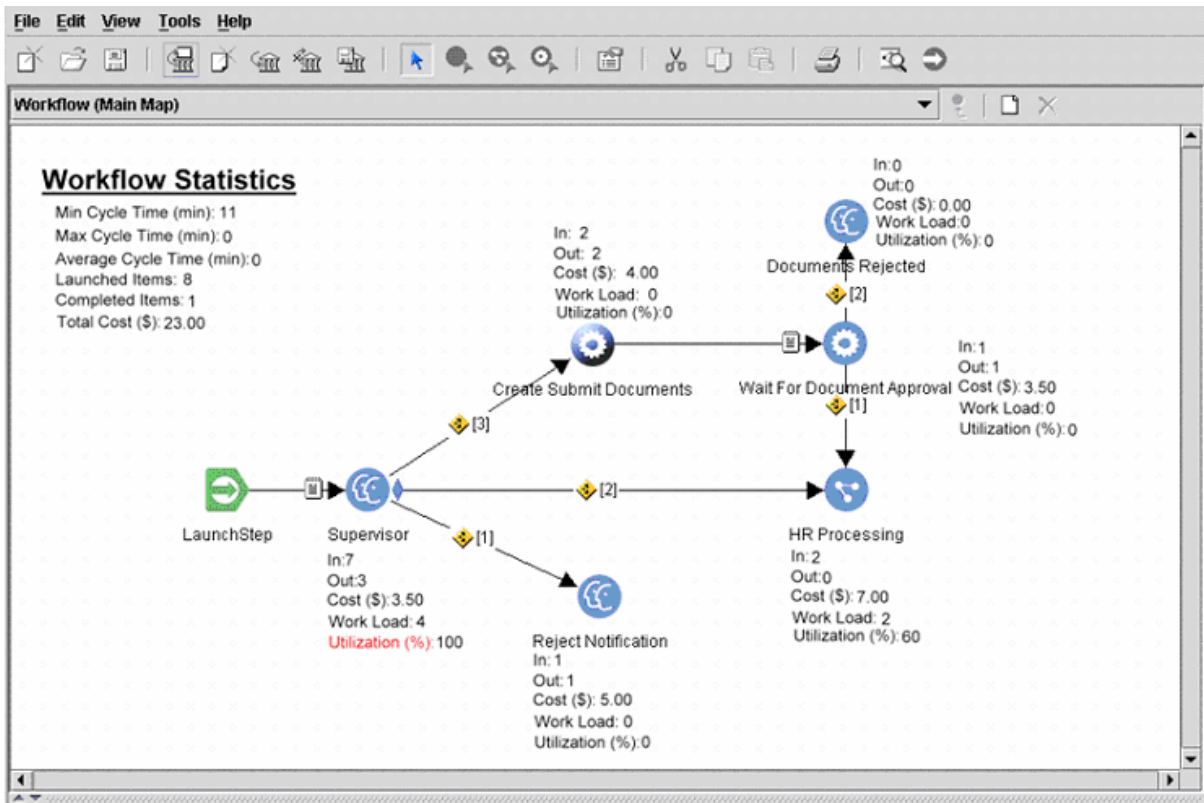 File Edit View Tools Help
Workflow (Main Map)
Workflow Statistics
Min Cycle Time (min): 11
Max Cycle Time (min): 0
Average Cycle Time (min): 0
Launched Items: 8
Completed Items: 1
Total Cost ($): 23.00
In: 2
Out: 2
Cost ($): 4.00
Work Load: 0
Utilization (%): 0
Create Submit Documents
In:0
Out:0
Cost ($): 0.00
Work Load:0
Utilization (%): 0
Documents Rejected
[2]
Wait For Document Approval
In:1
Out:1
Cost ($): 3.50
Work Load: 0
Utilization (%): 0
[1]
[3]
[2]
[1]
LaunchStep
Supervisor
In:7
Out:3
Cost ($): 3.50
Work Load: 4
Utilization (%): 100
Reject Notification
In: 1
Out: 1
Cost ($): 5.00
Work Load: 0
Utilization (%): 0
HR Processing
In: 2
Out: 0
Cost ($): 7.00
Work Load: 2
Utilization (%): 60